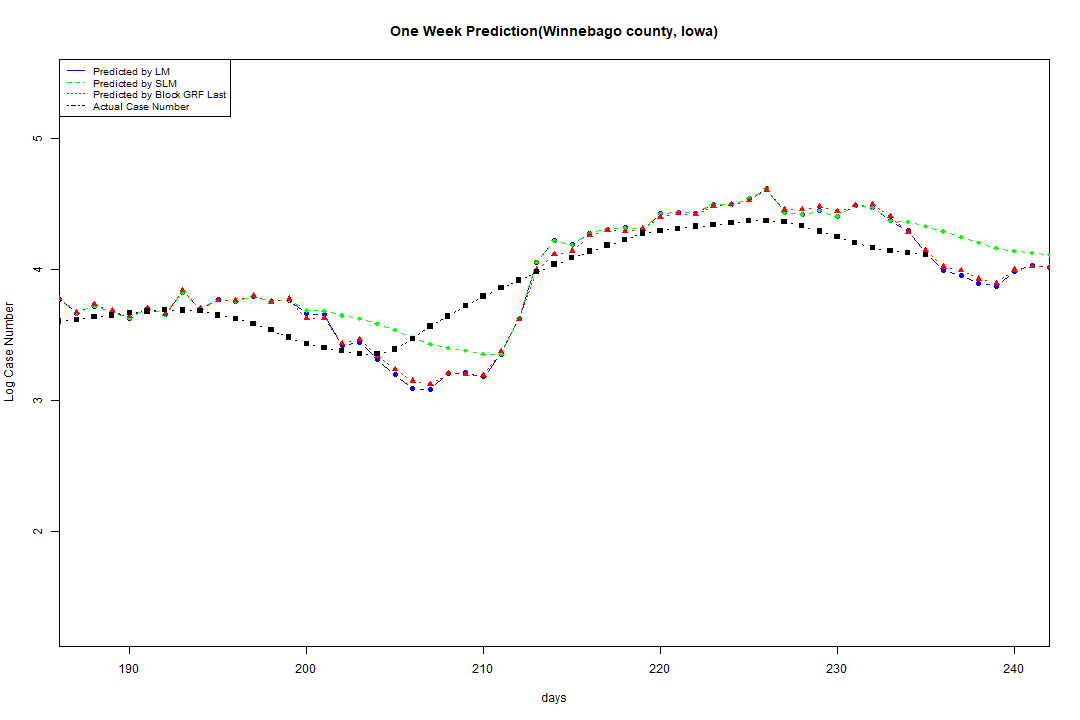 One Week Prediction(Winnebago county, Iowa)
Predicted by LM
Predicted by SLM
Predicted by Block GRF Last
Actual Case Number
5
4
3
2
Log Case Number
190 200 210 220 230 240
days